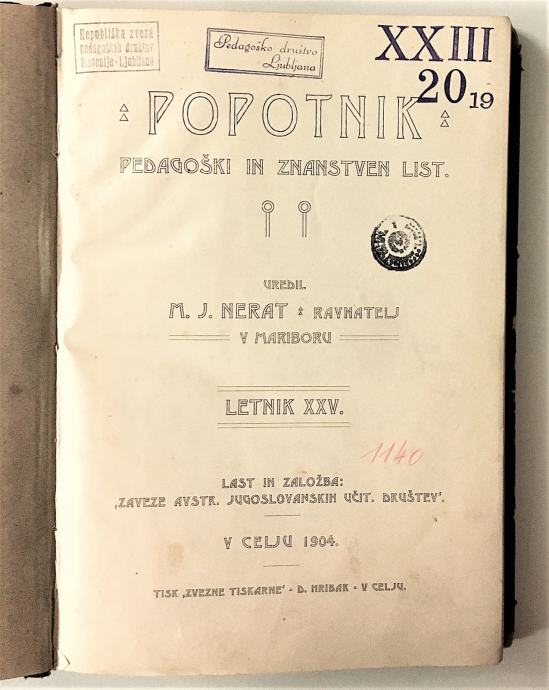 Republiška zveza
pedagoških društev
Slovenije-Ljubljana
Pedagoško društvo
Ljubljana
XXIII
20 19
POPOTNIK
PEDAGOŠKI IN ZNANSTVEN LIST.
UREDIL
M. J. NERAT RAVNATELJ
V MARIBORU
LETNIK XXV.
1140
LAST IN ZALOŽBA:
‚ZAVEZE AVSTR. JUGOSLOVANSKIH UČIT. DRUŠTEV‘.
V CELJU 1904.
TISK ‚ZVEZNE TISKARNE‘ • D. HRIBAR • V CELJU.